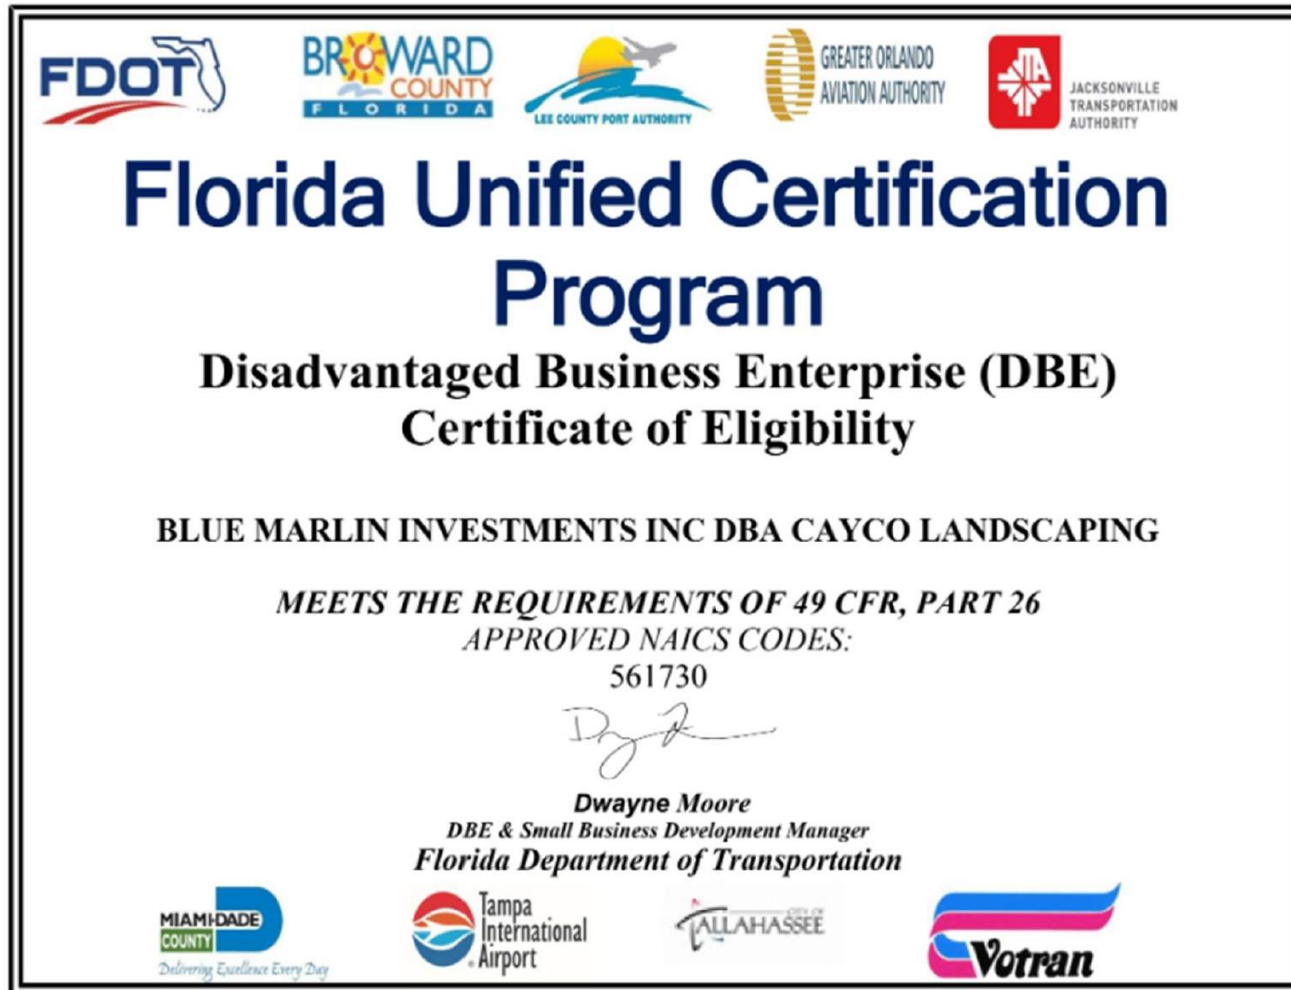 FDOT
BROWARD
COUNTY
FLORIDA
LEE COUNTY PORT AUTHORITY
GREATER ORLANDO
AVIATION AUTHORITY
JTA
JACKSONVILLE
TRANSPORTATION
AUTHORITY
Florida Unified Certification
Program
Disadvantaged Business Enterprise (DBE)
Certificate of Eligibility
BLUE MARLIN INVESTMENTS INC DBA CAYCO LANDSCAPING
MEETS THE REQUIREMENTS OF 49 CFR, PART 26
APPROVED NAICS CODES:
561730
Dwayne Moore
DBE & Small Business Development Manager
Florida Department of Transportation
MIAMI-DADE
COUNTY
Delivering Excellence Every Day
Tampa
International
Airport
CITY OF
TALLAHASSEE
Votran